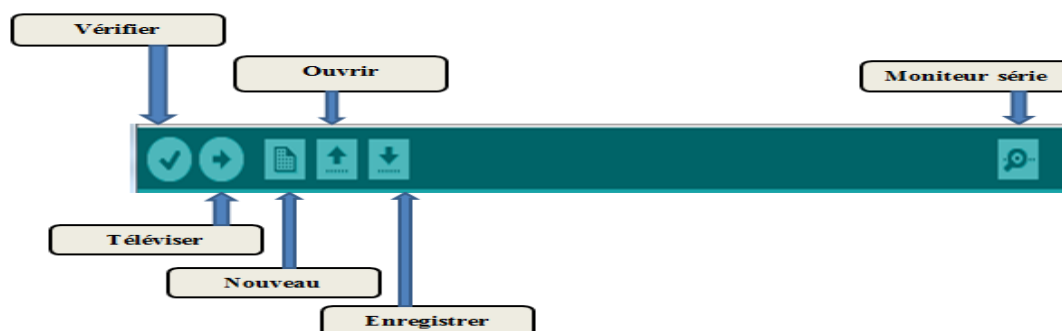 Vérifier
Ouvrir
Moniteur série
Téléviser
Nouveau
Enregistrer